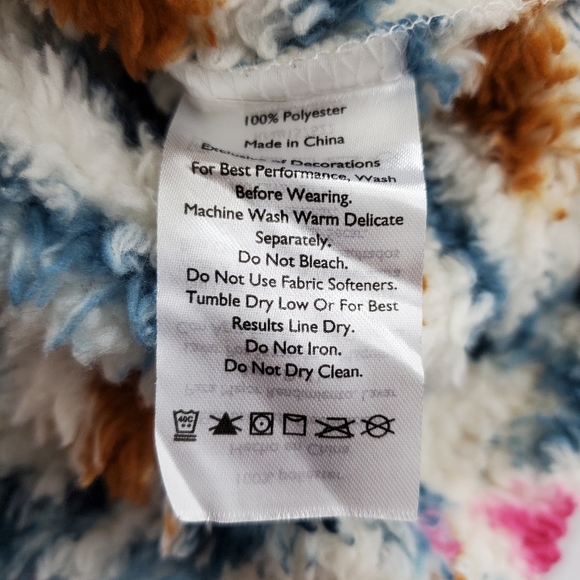 100% Polyester
Made in China
Exclusive of Decorations
For Best Performance, Wash
Before Wearing.
Machine Wash Warm Delicate
Separately.
Do Not Bleach.
Do Not Use Fabric Softeners.
Tumble Dry Low Or For Best
Results Line Dry.
Do Not Iron.
Do Not Dry Clean.
40C